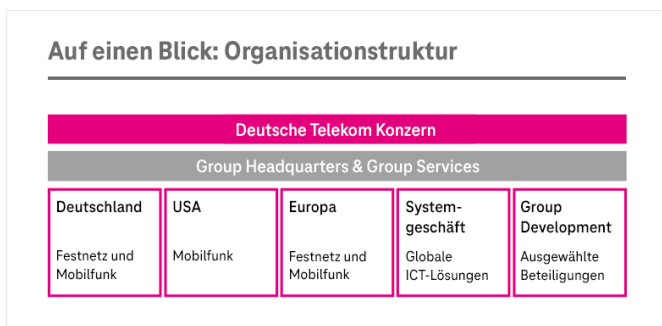 Auf einen Blick: Organisationstruktur
Deutsche Telekom Konzern
Group Headquarters & Group Services
Deutschland
Festnetz und
Mobilfunk
USA
Mobilfunk
Europa
Festnetz und
Mobilfunk
System-
geschäft
Globale
ICT-Lösungen
Group
Development
Ausgewählte
Beteiligungen